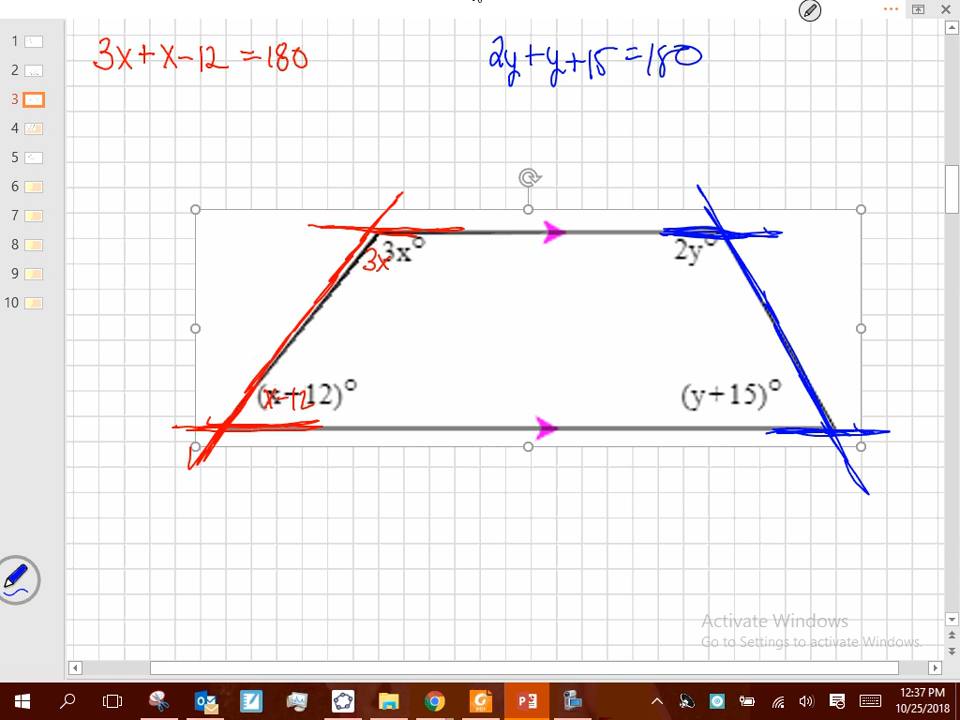 3x+x-12 =180
2y+y+15=180
1
2
3
4
5
6
7
8
9
10
3x°
2y°
3x
x-12
(y+15)°
Activate Windows
Go to Settings to activate Windows.
12:37 PM
10/25/2018